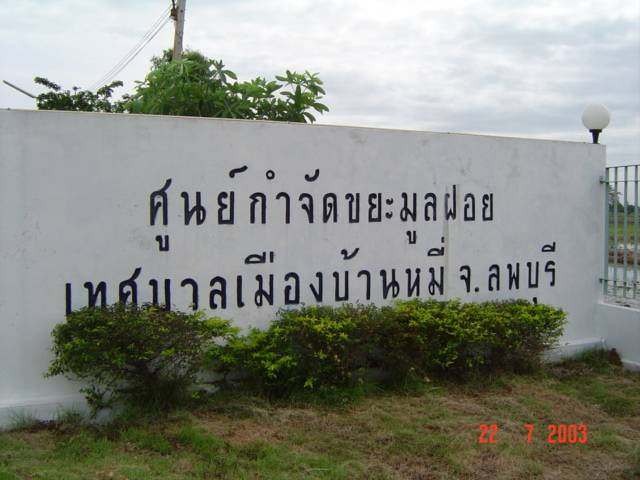 ศูนย์กำจัดขยะมูลฝอย
เทศบาลเมืองบ้านหมี่ จ.ลพบุรี
22 7 2003